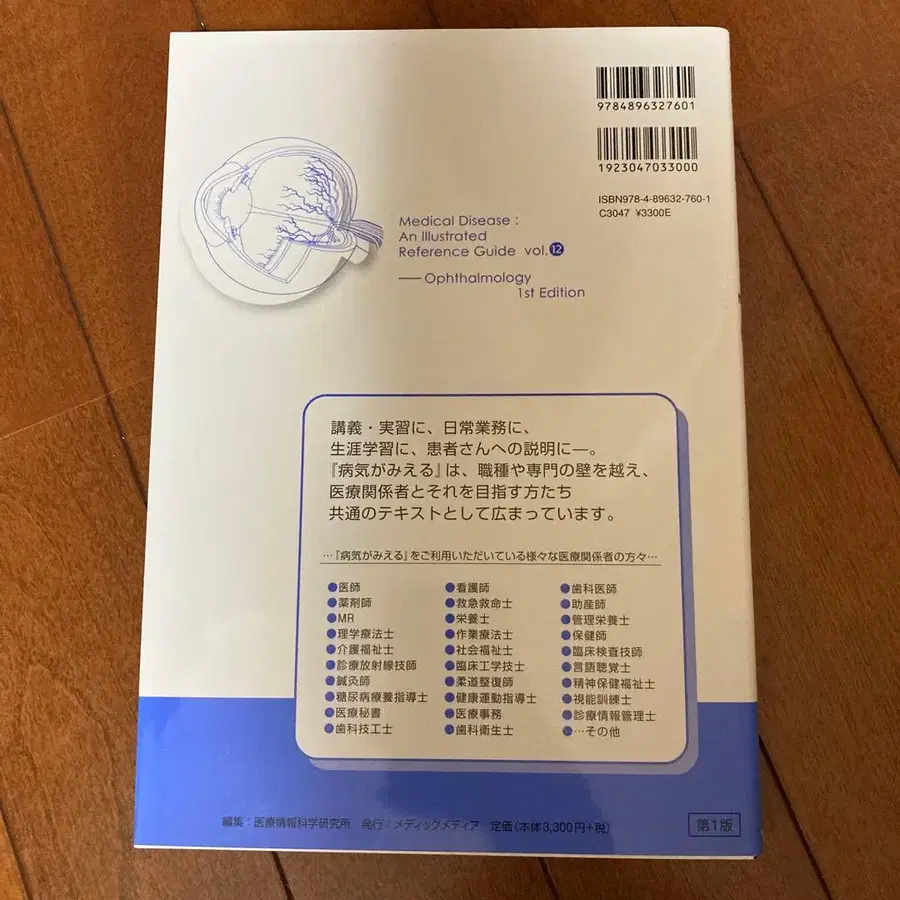 9784896327601
1923047033000
ISBN978-4-89632-760-1
C3047 ¥3300E
Medical Disease :
An Illustrated
Reference Guide vol.⓬
— Ophthalmology
1st Edition
講義・実習に、日常業務に、
生涯学習に、患者さんへの説明に―。
『病気がみえる』は、職種や専門の壁を越え、
医療関係者とそれを目指す方たち
共通のテキストとして広まっています。
…『病気がみえる』をご利用いただいている様々な医療関係者の方々…
●医師 ●看護師 ●歯科医師
●薬剤師 ●救急救命士 ●助産師
●MR ●栄養士 ●管理栄養士
●理学療法士 ●作業療法士 ●保健師
●介護福祉士 ●社会福祉士 ●臨床検査技師
●診療放射線技師 ●臨床工学技士 ●言語聴覚士
●鍼灸師 ●柔道整復師 ●精神保健福祉士
●糖尿病療養指導士 ●健康運動指導士 ●視能訓練士
●医療秘書 ●医療事務 ●診療情報管理士
●歯科技工士 ●歯科衛生士 ●…その他
編集：医療情報科学研究所 発行：メディックメディア 定価(本体3,300円+税)
第1版